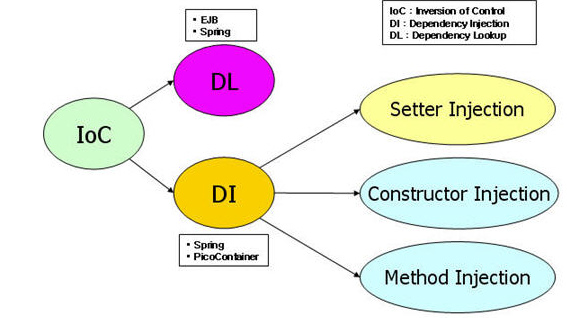 • EJB
• Spring
IoC : Inversion of Control
DI : Dependency Injection
DL : Dependency Lookup
DL
Setter Injection
IoC
DI
Constructor Injection
• Spring
• PicoContainer
Method Injection